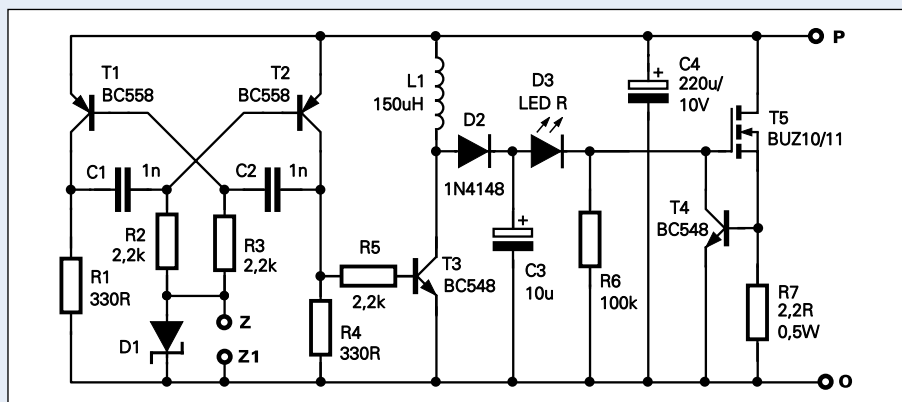 P
T1
BC558
T2
BC558
L1
150uH
D2
1N4148
D3
LED R
C4
220u/
10V
T5
BUZ10/11
C1
1n
C2
1n
R2
2,2k
R3
2,2k
R5
2,2k
T3
BC548
C3
10u
R6
100k
T4
BC548
R1
330R
R4
330R
R7
2,2R
0,5W
D1
Z
Z1
O
+
+